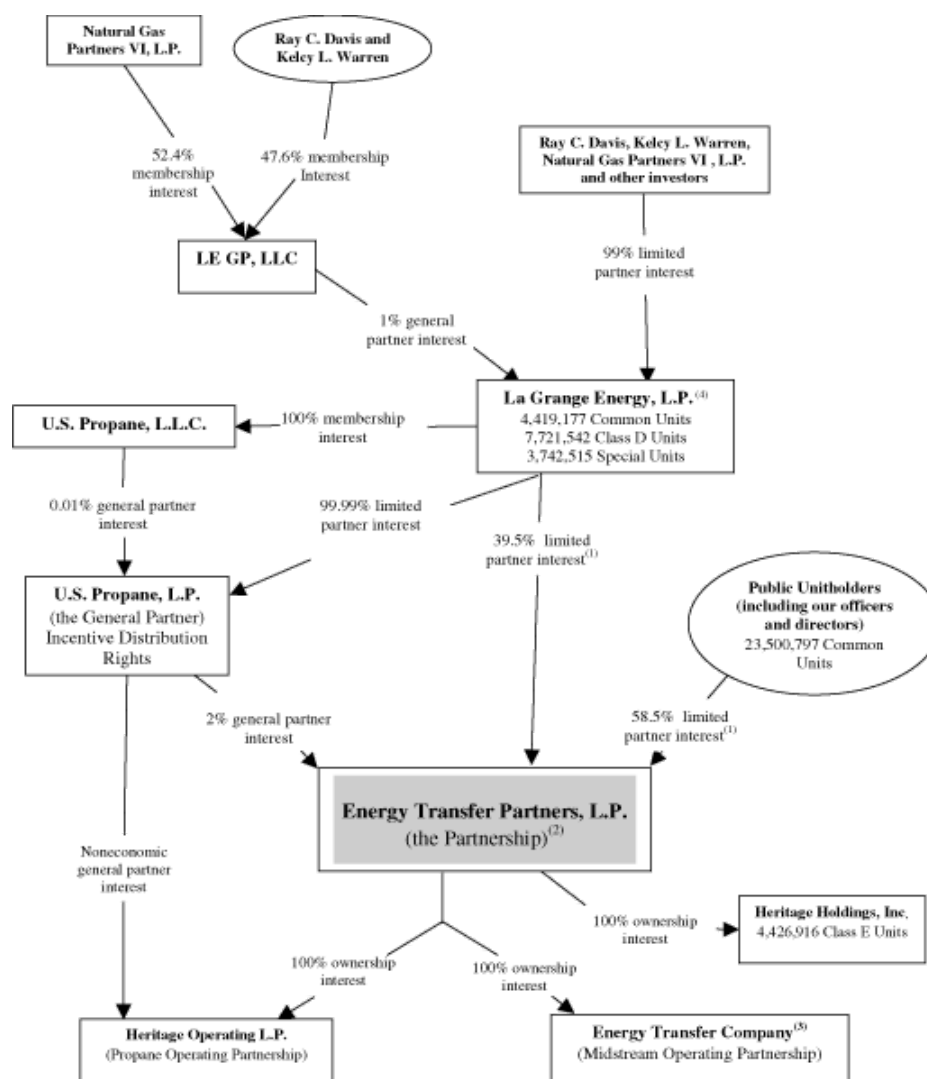 Natural Gas
Partners VI, L.P.
Ray C. Davis and
Kelcy L. Warren
52.4%
membership
interest
47.6% membership
Interest
Ray C. Davis, Kelcy L. Warren,
Natural Gas Partners VI , L.P.
and other investors
LE GP, LLC
99% limited
partner interest
1% general
partner interest
La Grange Energy, L.P. (4)
4,419,177 Common Units
7,721,542 Class D Units
3,742,515 Special Units
U.S. Propane, L.L.C.
100% membership
interest
0.01% general partner
interest
99.99% limited
partner interest
39.5% limited
partner interest(1)
U.S. Propane, L.P.
(the General Partner)
Incentive Distribution
Rights
Public Unitholders
(including our officers
and directors)
23,500,797 Common
Units
2% general partner
interest
58.5% limited
partner interest(1)
Energy Transfer Partners, L.P.
(the Partnership)(2)
Noneconomic
general partner
interest
Heritage Holdings, Inc.
4,426,916 Class E Units
100% ownership
interest
100% ownership
interest
100% ownership
interest
Heritage Operating L.P.
(Propane Operating Partnership)
Energy Transfer Company(3)
(Midstream Operating Partnership)